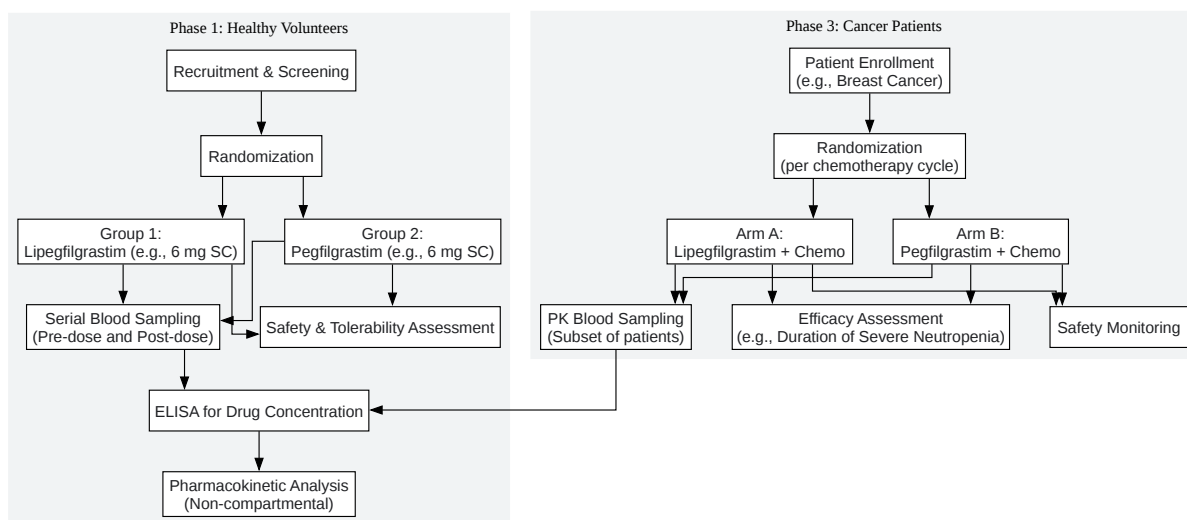 Phase 1: Healthy Volunteers
Recruitment & Screening
Randomization
Group 1:
Lipegfilgrastim (e.g., 6 mg SC)
Group 2:
Pegfilgrastim (e.g., 6 mg SC)
Serial Blood Sampling
(Pre-dose and Post-dose)
Safety & Tolerability Assessment
ELISA for Drug Concentration
Pharmacokinetic Analysis
(Non-compartmental)
Phase 3: Cancer Patients
Patient Enrollment
(e.g., Breast Cancer)
Randomization
(per chemotherapy cycle)
Arm A:
Lipegfilgrastim + Chemo
Arm B:
Pegfilgrastim + Chemo
PK Blood Sampling
(Subset of patients)
Efficacy Assessment
(e.g., Duration of Severe Neutropenia)
Safety Monitoring